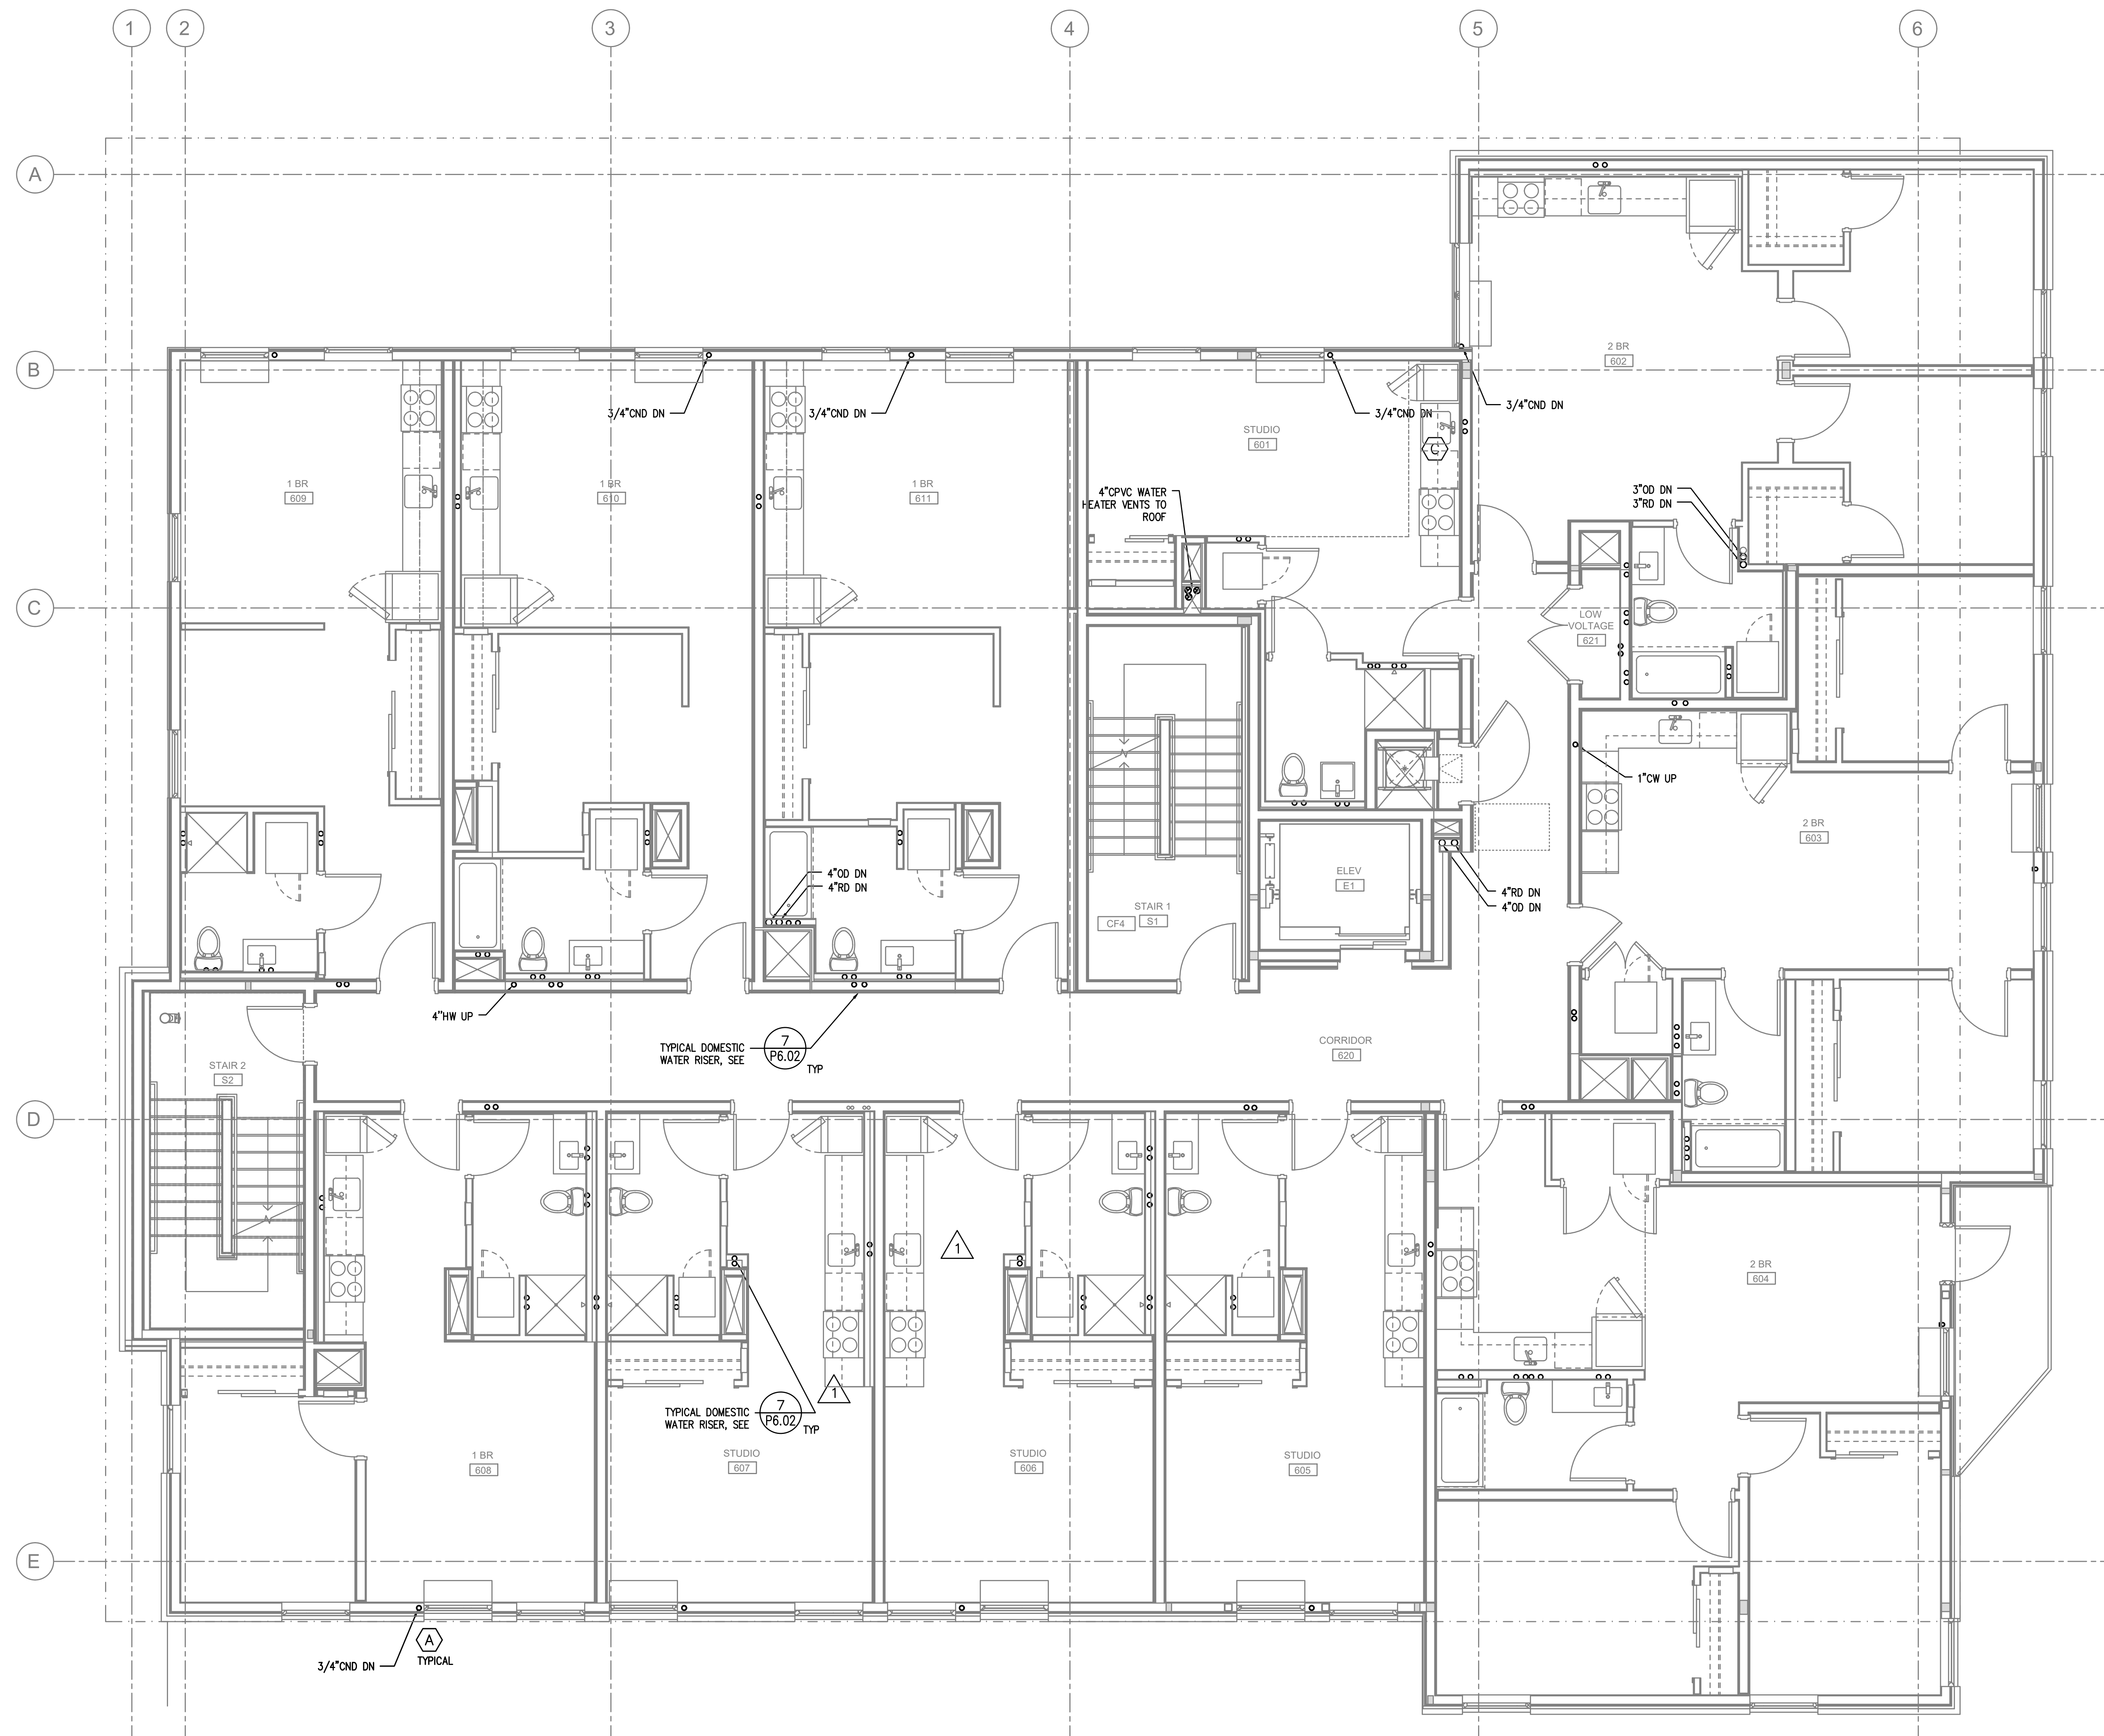 1
2
3
4
5
6
A
B
C
D
E
2 BR
602
3/4"CND DN
3/4"CND DN
3/4"CND DN
3/4"CND DN
STUDIO
601
C
1 BR
609
1 BR
610
1 BR
611
4"CPVC WATER
HEATER VENTS TO
ROOF
3"OD DN
3"RD DN
LOW
VOLTAGE
621
1"CW UP
2 BR
603
4"OD DN
4"RD DN
ELEV
E1
4"RD DN
4"OD DN
STAIR 1
CF4
S1
4"HW UP
TYPICAL DOMESTIC
WATER RISER, SEE
7
P6.02
TYP
CORRIDOR
620
STAIR 2
S2
1
2 BR
604
1
TYPICAL DOMESTIC
WATER RISER, SEE
7
P6.02
TYP
1 BR
608
STUDIO
607
STUDIO
606
STUDIO
605
A
TYPICAL
3/4"CND DN